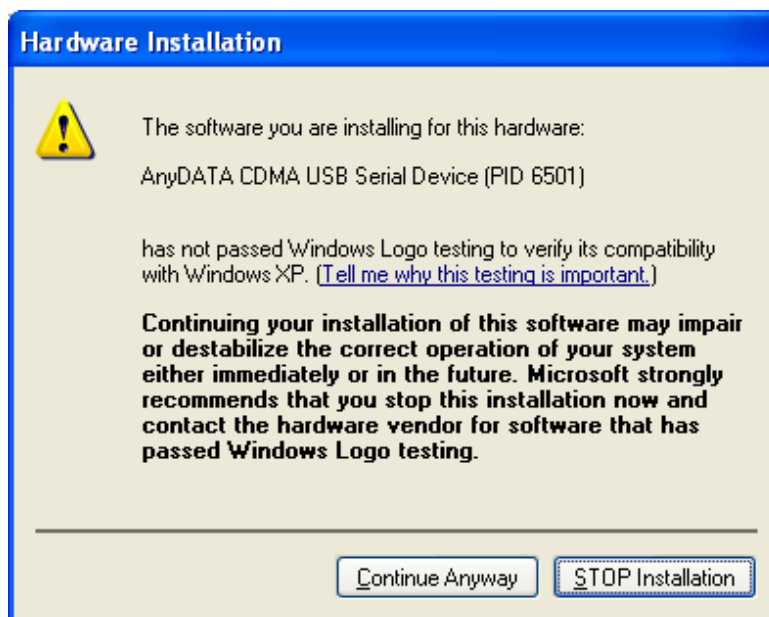 Hardware Installation
The software you are installing for this hardware:
AnyDATA CDMA USB Serial Device (PID 6501)
has not passed Windows Logo testing to verify its compatibility
with Windows XP. (Tell me why this testing is important.)
Continuing your installation of this software may impair
or destabilize the correct operation of your system
either immediately or in the future. Microsoft strongly
recommends that you stop this installation now and
contact the hardware vendor for software that has
passed Windows Logo testing.
Continue Anyway
STOP Installation